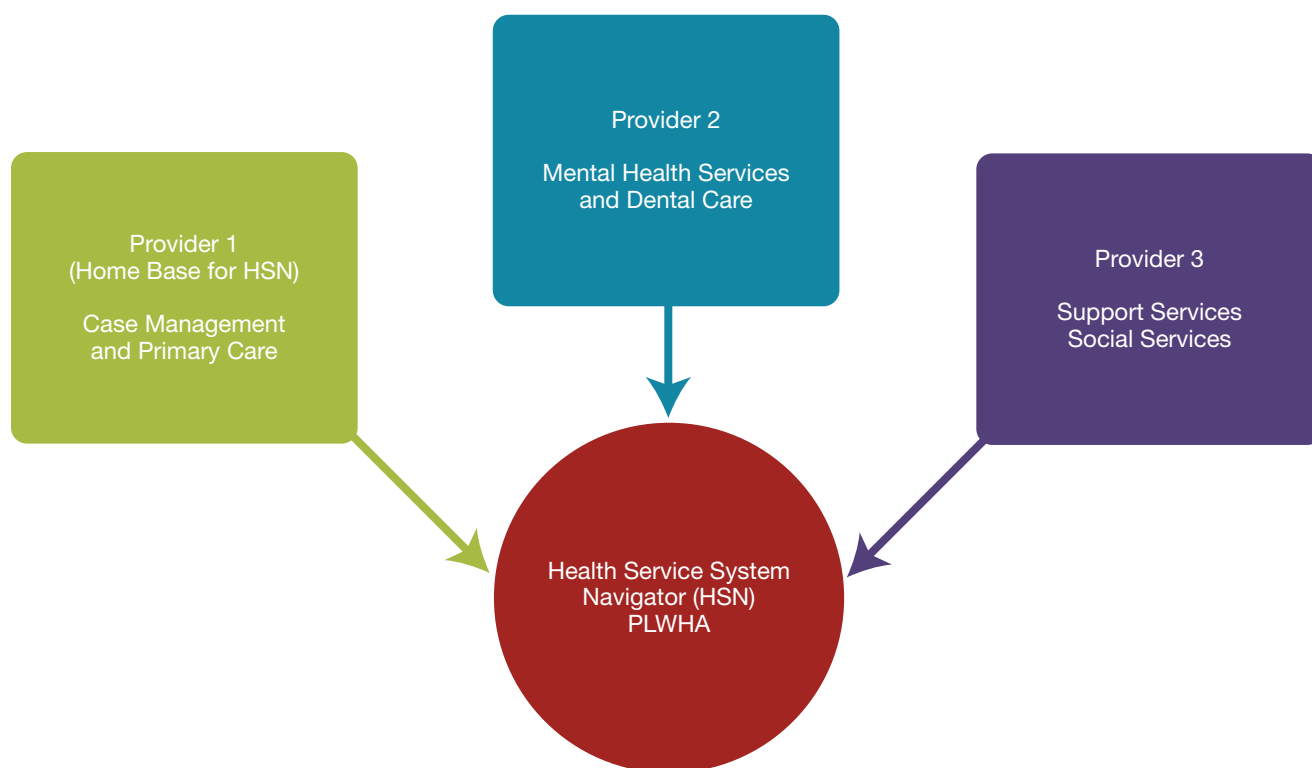 Provider 1
(Home Base for HSN)
Case Management
and Primary Care
Provider 2
Mental Health Services
and Dental Care
Provider 3
Support Services
Social Services
Health Service System
Navigator (HSN)
PLWHA